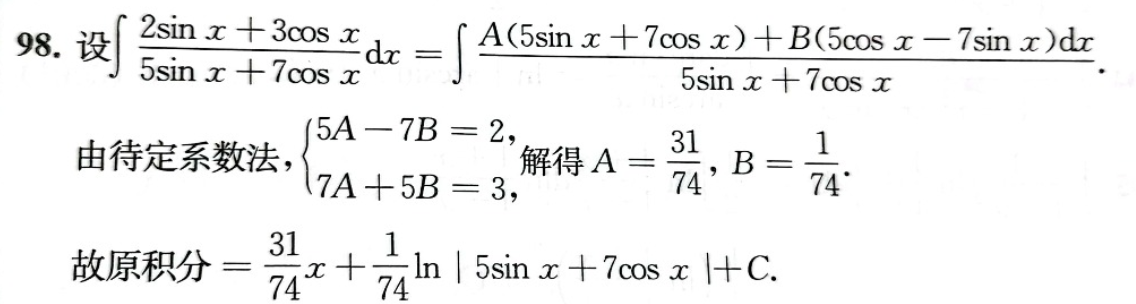 98. 设∫ (2sin x + 3cos x)/(5sin x + 7cos x) dx = ∫ (A(5sin x + 7cos x) + B(5cos x − 7sin x)dx)/(5sin x + 7cos x).
由待定系数法, {5A − 7B = 2, 7A + 5B = 3, 解得 A = 31/74, B = 1/74.
故原积分 = 31/74 x + 1/74 ln | 5sin x + 7cos x | + C.